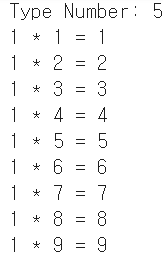 Type Number: 5
1 * 1 = 1
1 * 2 = 2
1 * 3 = 3
1 * 4 = 4
1 * 5 = 5
1 * 6 = 6
1 * 7 = 7
1 * 8 = 8
1 * 9 = 9